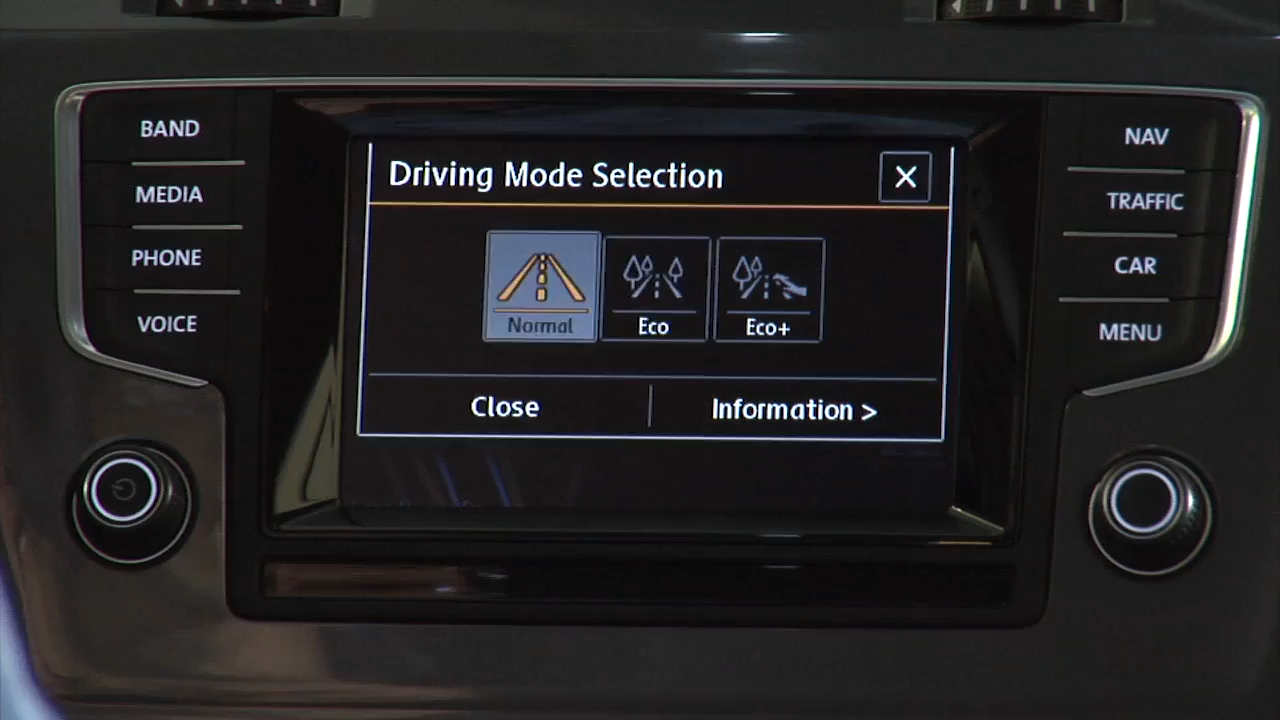 BAND
MEDIA
PHONE
VOICE
Driving Mode Selection
Normal
Eco
Eco+
Close
Information >
NAV
TRAFFIC
CAR
MENU